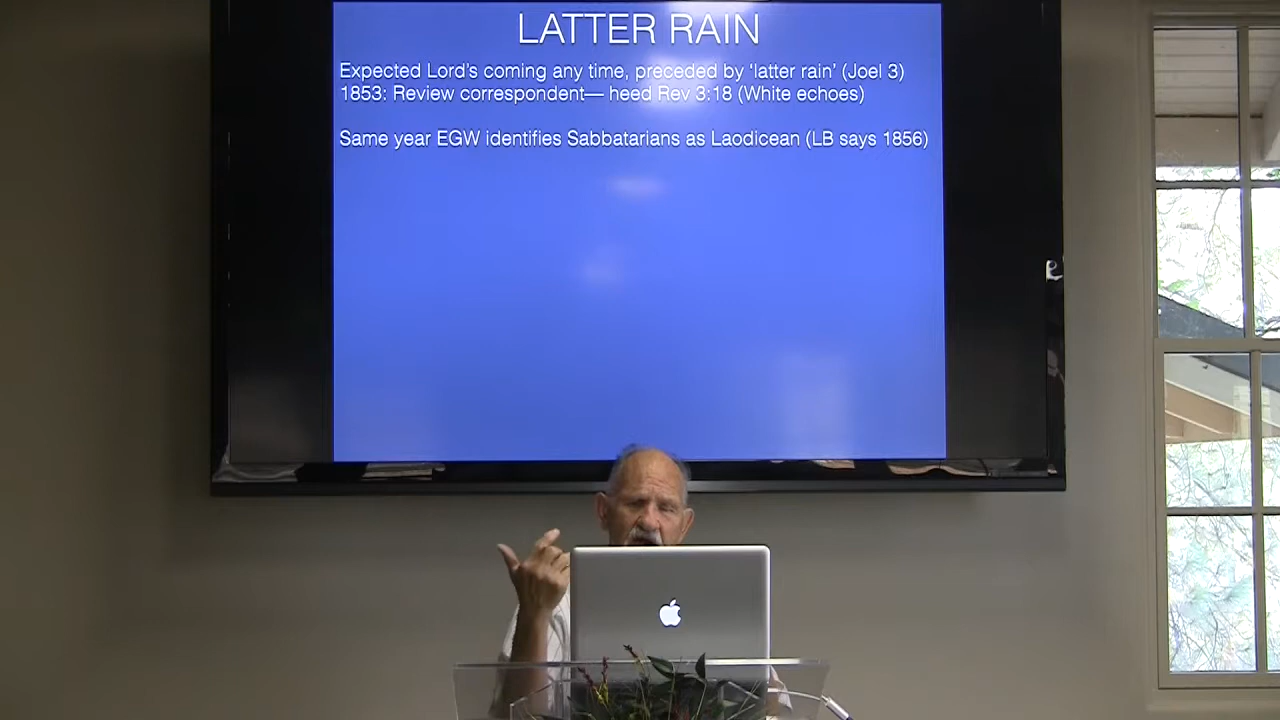 LATTER RAIN
Expected Lord's coming any time, preceded by 'latter rain' (Joel 3)
1853: Review correspondent— heed Rev 3:18 (White echoes)
Same year EGW identifies Sabbatarians as Laodicean (LB says 1856)